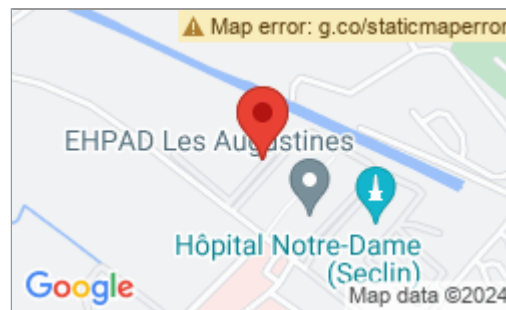 Map error: g.co/staticmaperror
EHPAD Les Augustines
Hôpital Notre-Dame
(Seclin)
Google
Map data ©2024